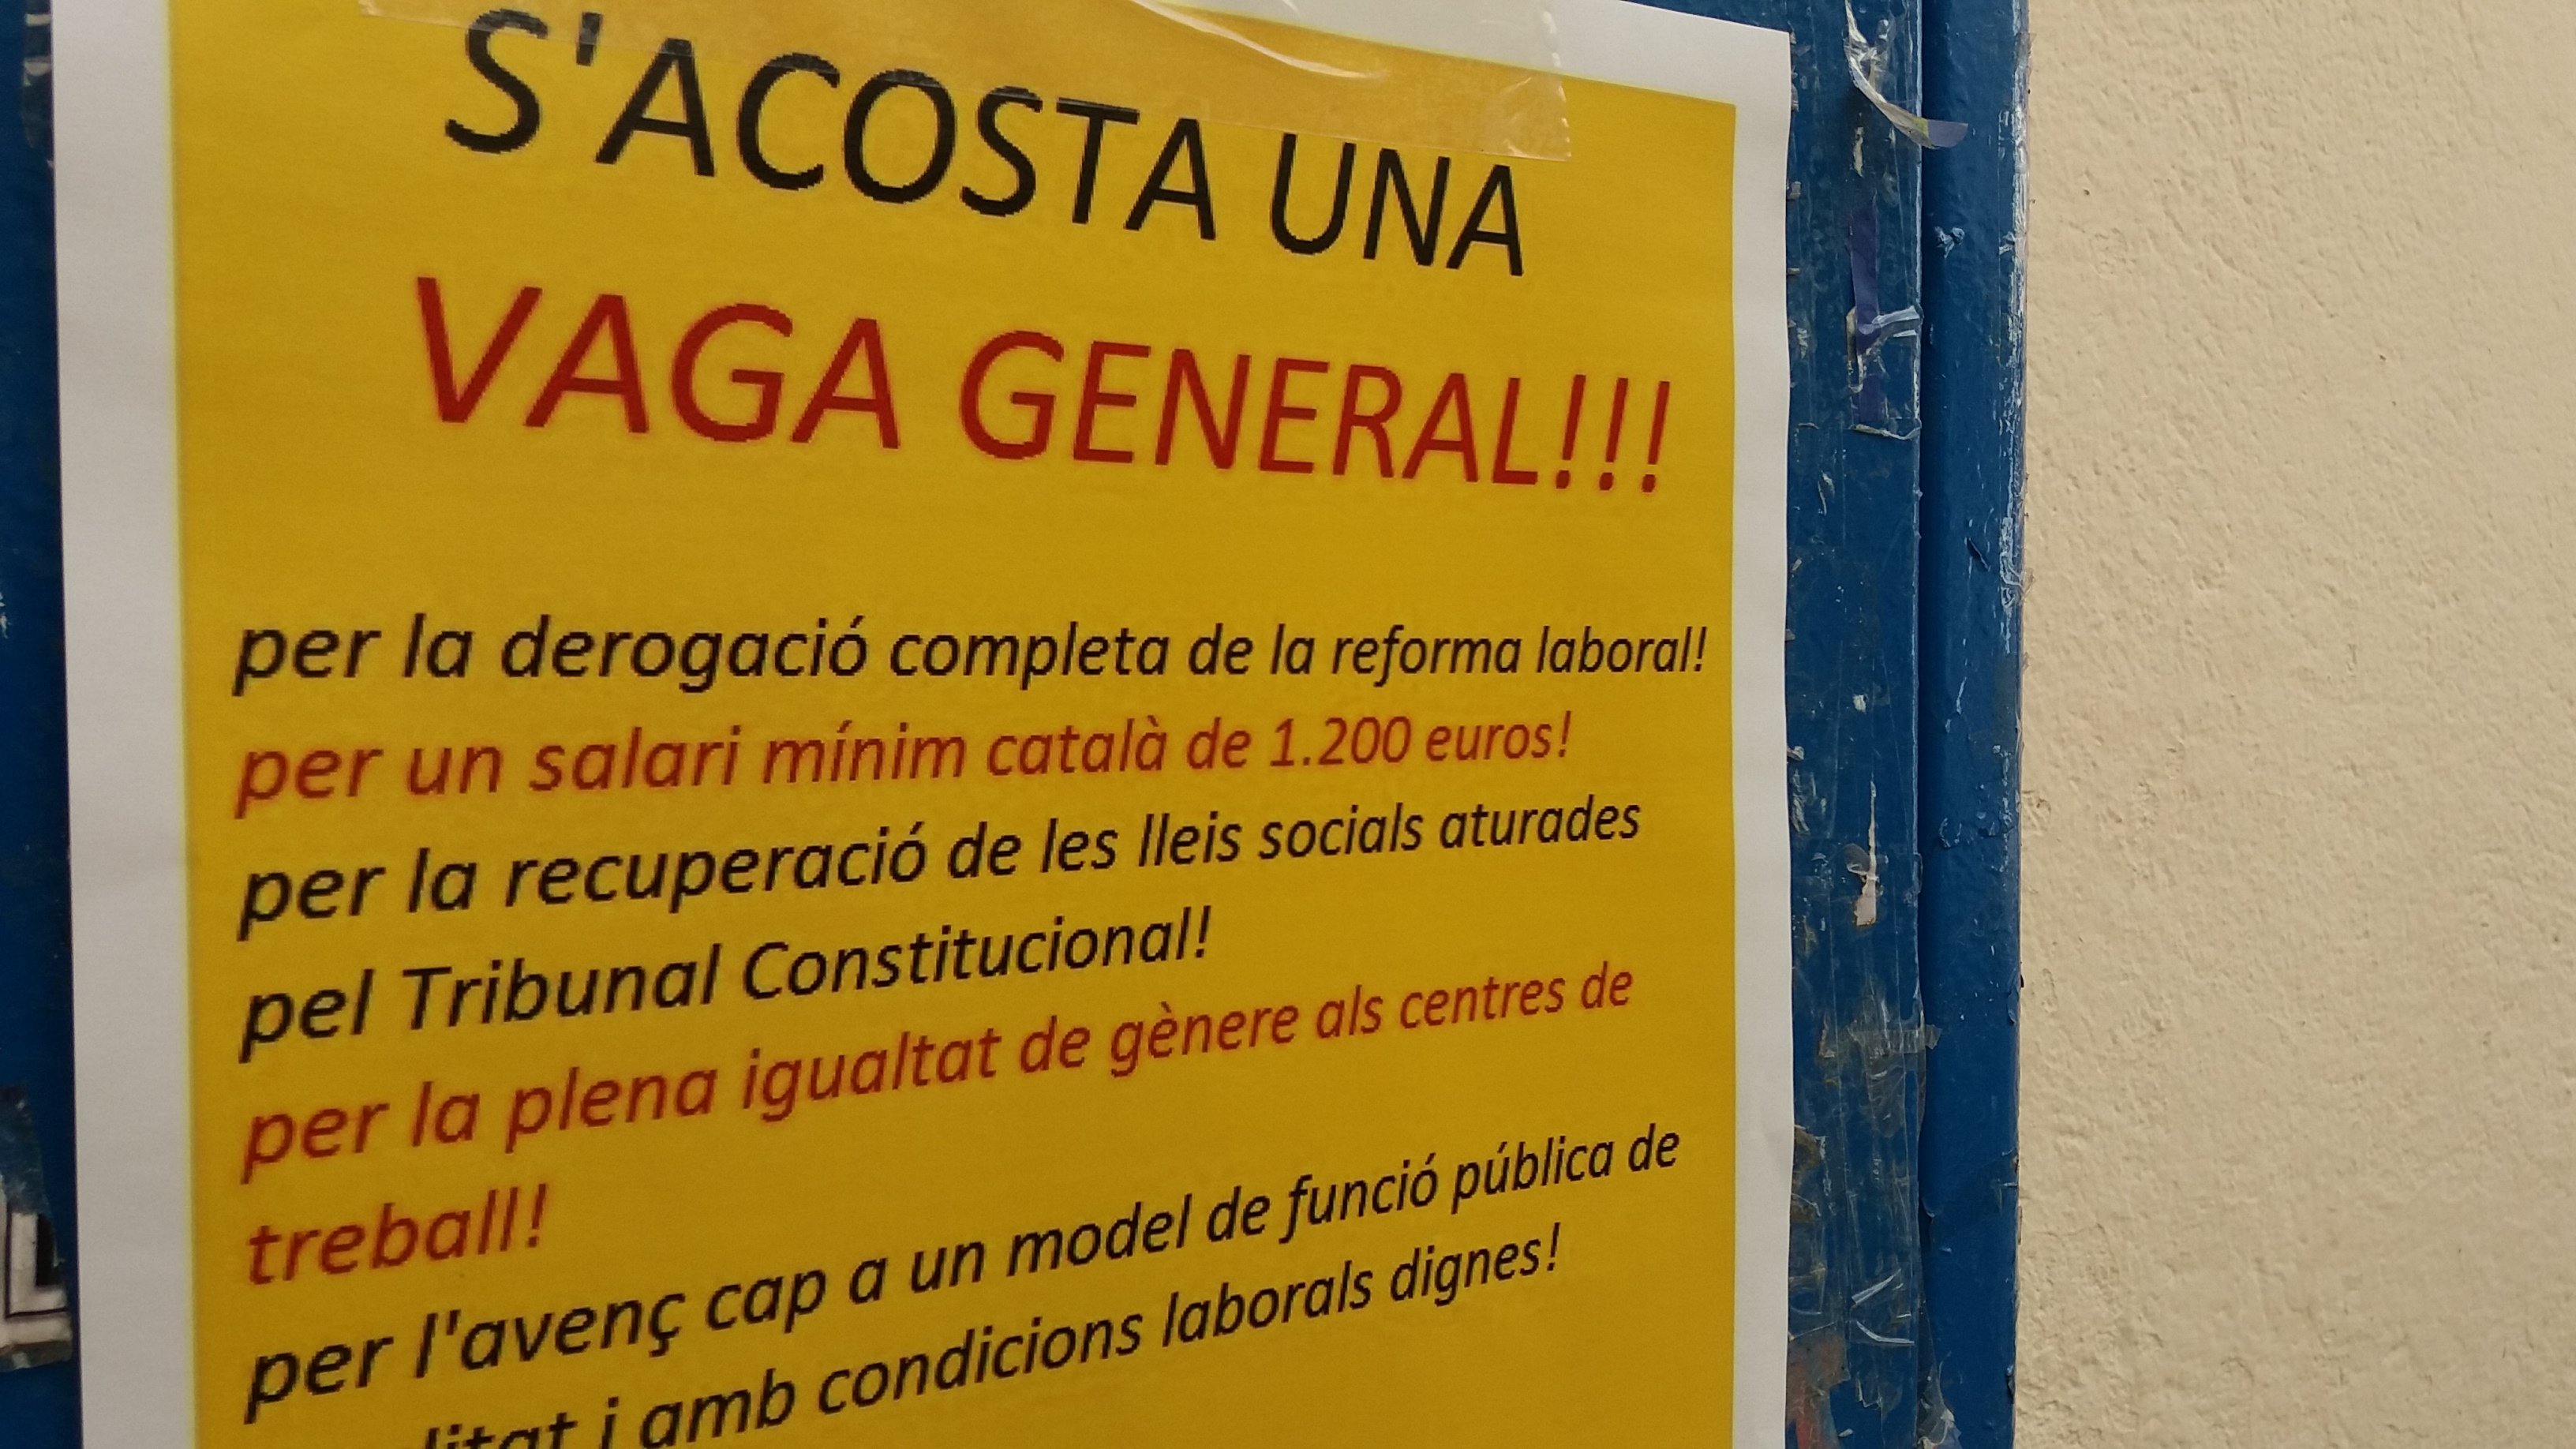 S'ACOSTA UNA
VAGA GENERAL!!!
per la derogació completa de la reforma laboral!
per un salari mínim català de 1.200 euros!
per la recuperació de les lleis socials aturades
pel Tribunal Constitucional!
per la plena igualtat de gènere als centres de
treball!
per l'avenç cap a un model de funció pública de
i amb condicions laborals dignes!